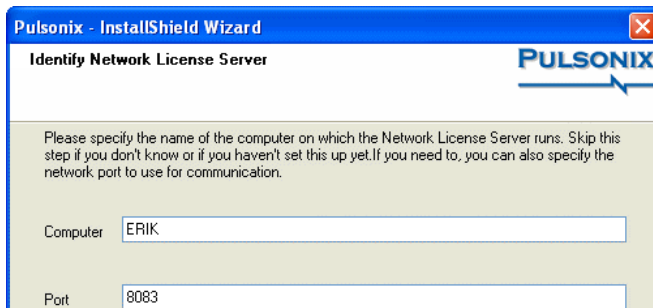 Pulsonix - InstallShield Wizard
Identify Network License Server
PULSONIX
Please specify the name of the computer on which the Network License Server runs. Skip this
step if you don't know or if you haven't set this up yet.If you need to, you can also specify the
network port to use for communication.
Computer ERIK
Port 8083